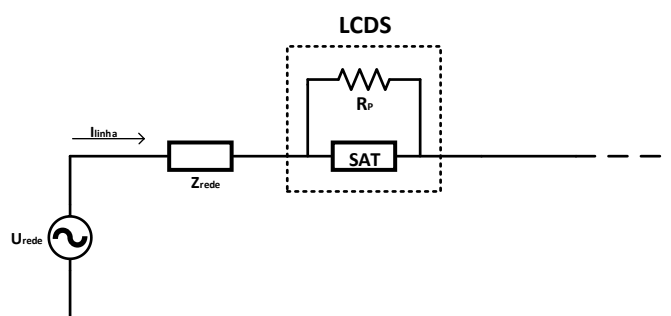 LCDS
RP
Ilinha
SAT
Zrede
Urede